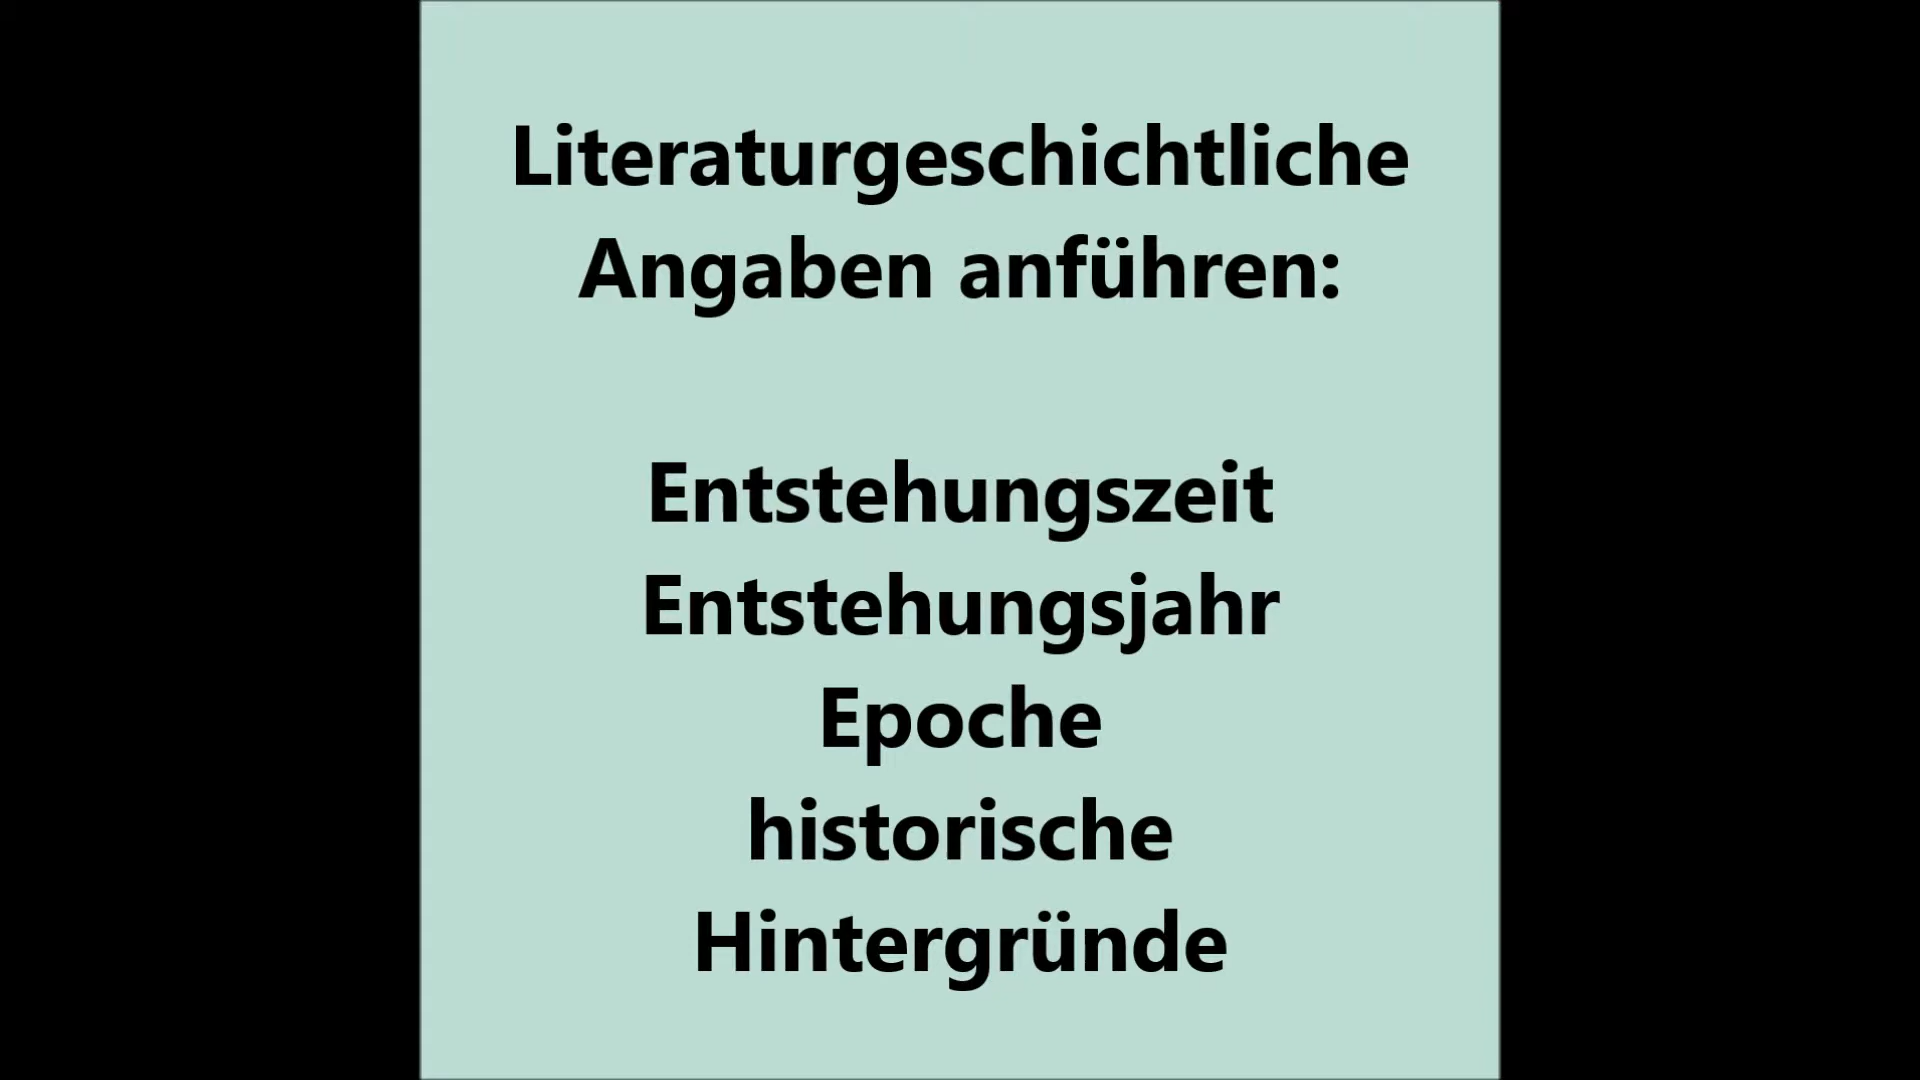 Literaturgeschichtliche
Angaben anführen:
Entstehungszeit
Entstehungsjahr
Epoche
historische
Hintergründe